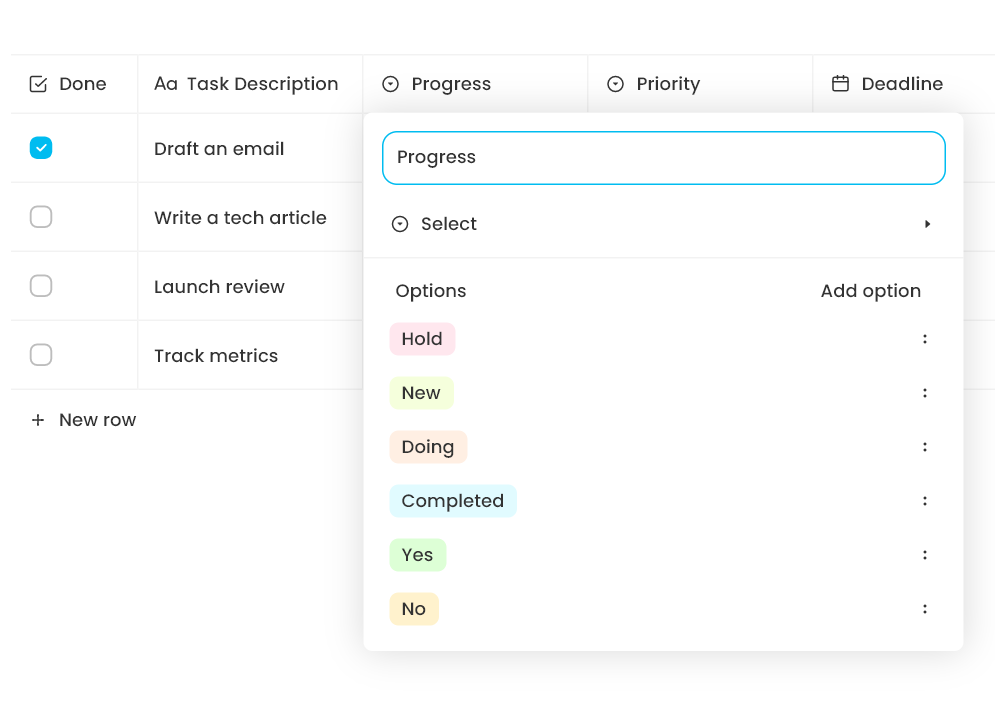 Done
Aa Task Description
Progress
Priority
Deadline
Draft an email
Write a tech article
Launch review
Track metrics
+ New row
Progress
Select
Options
Add option
Hold
New
Doing
Completed
Yes
No